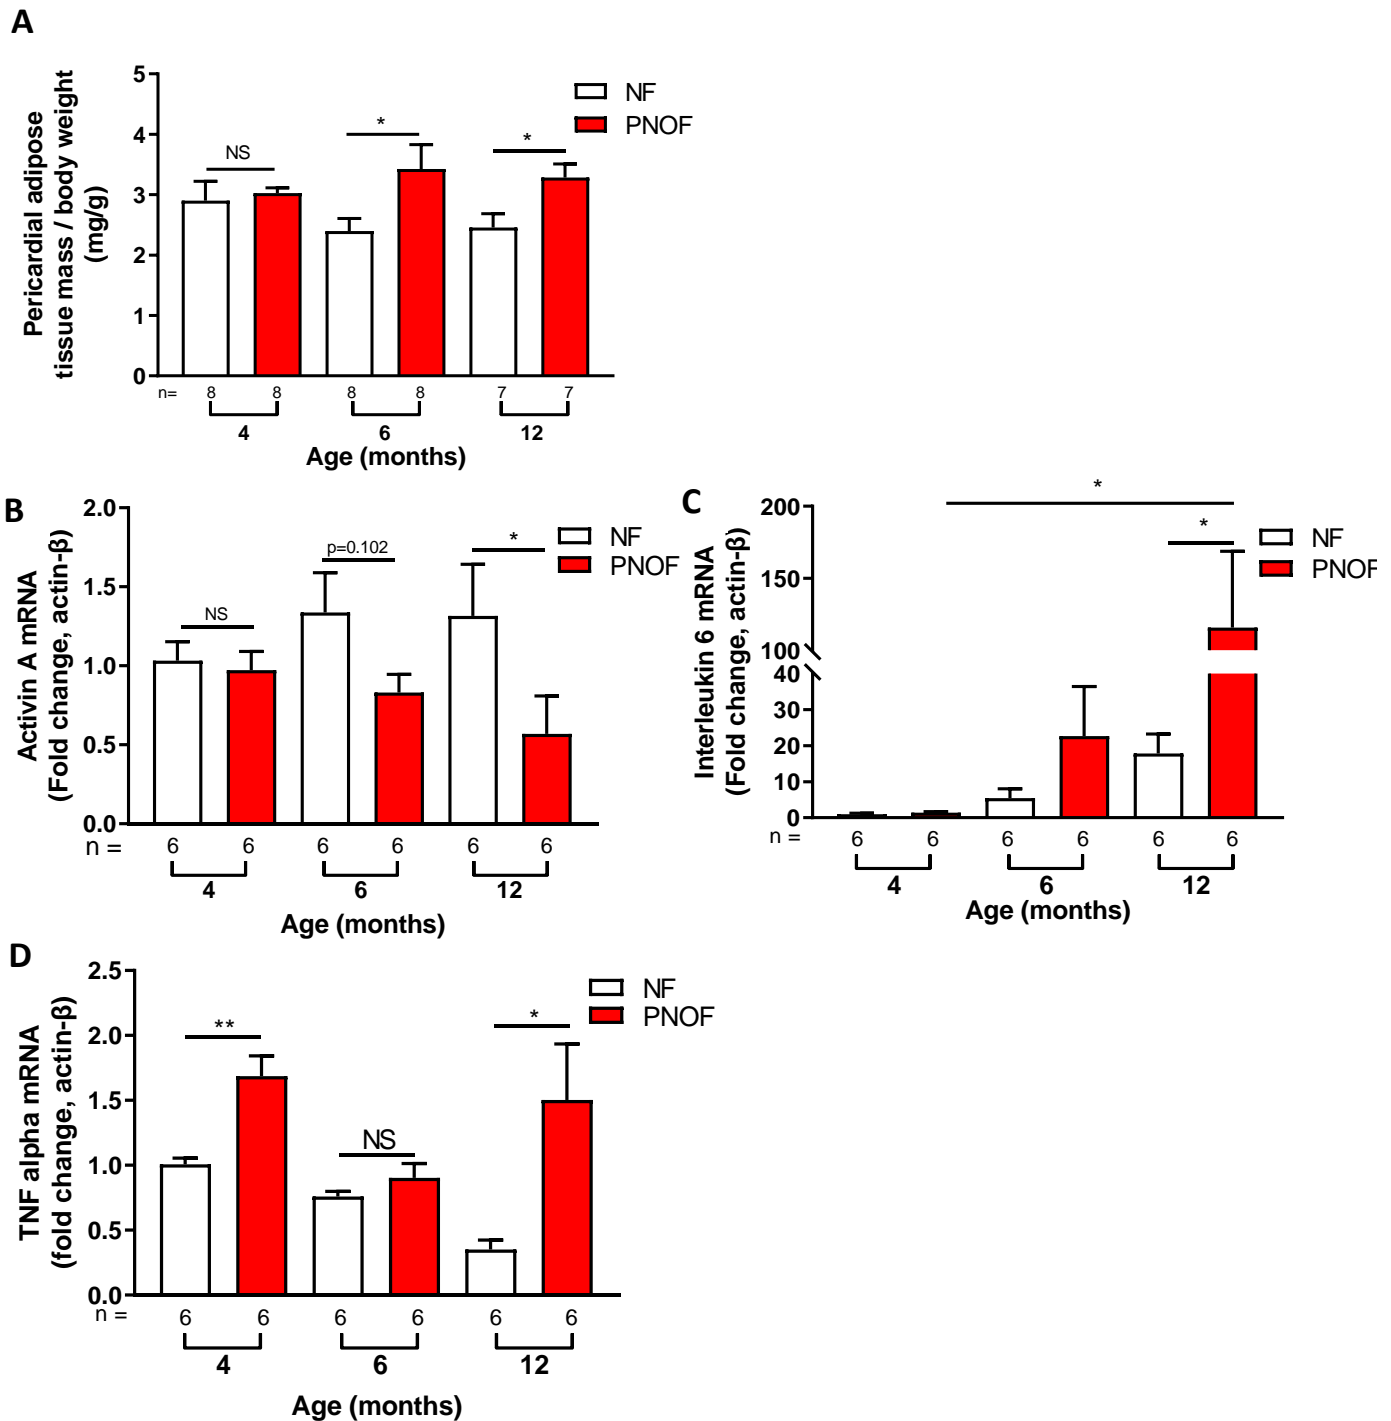 A
Pericardial adipose
tissue mass / body weight
(mg/g)
5
4
3
2
1
0
NS
*
*
NF
PNOF
n= 8 8 8 8 7 7
4 6 12
Age (months)
B
Activin A mRNA
(Fold change, actin-β)
2.0
1.5
1.0
0.5
0.0
NS
p=0.102
*
NF
PNOF
n = 6 6 6 6 6 6
4 6 12
Age (months)
C
Interleukin 6 mRNA
(Fold change, actin-β)
200
150
100
40
30
20
10
0
*
*
NF
PNOF
n = 6 6 6 6 6 6
4 6 12
Age (months)
D
TNF alpha mRNA
(fold change, actin-β)
2.5
2.0
1.5
1.0
0.5
0.0
**
NS
*
NF
PNOF
n = 6 6 6 6 6 6
4 6 12
Age (months)